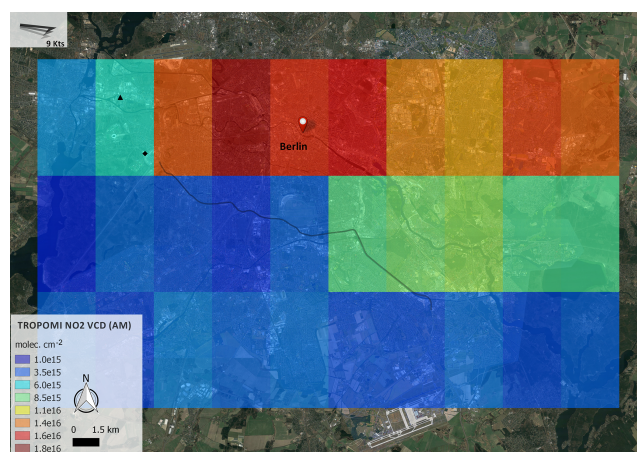 9 Kts
Berlin
TROPOMI NO2 VCD (AM)
molec. cm-2
1.0e15
3.5e15
6.0e15
8.5e15
1.1e16
1.4e16
1.6e16
1.8e16
N
0 1.5 km